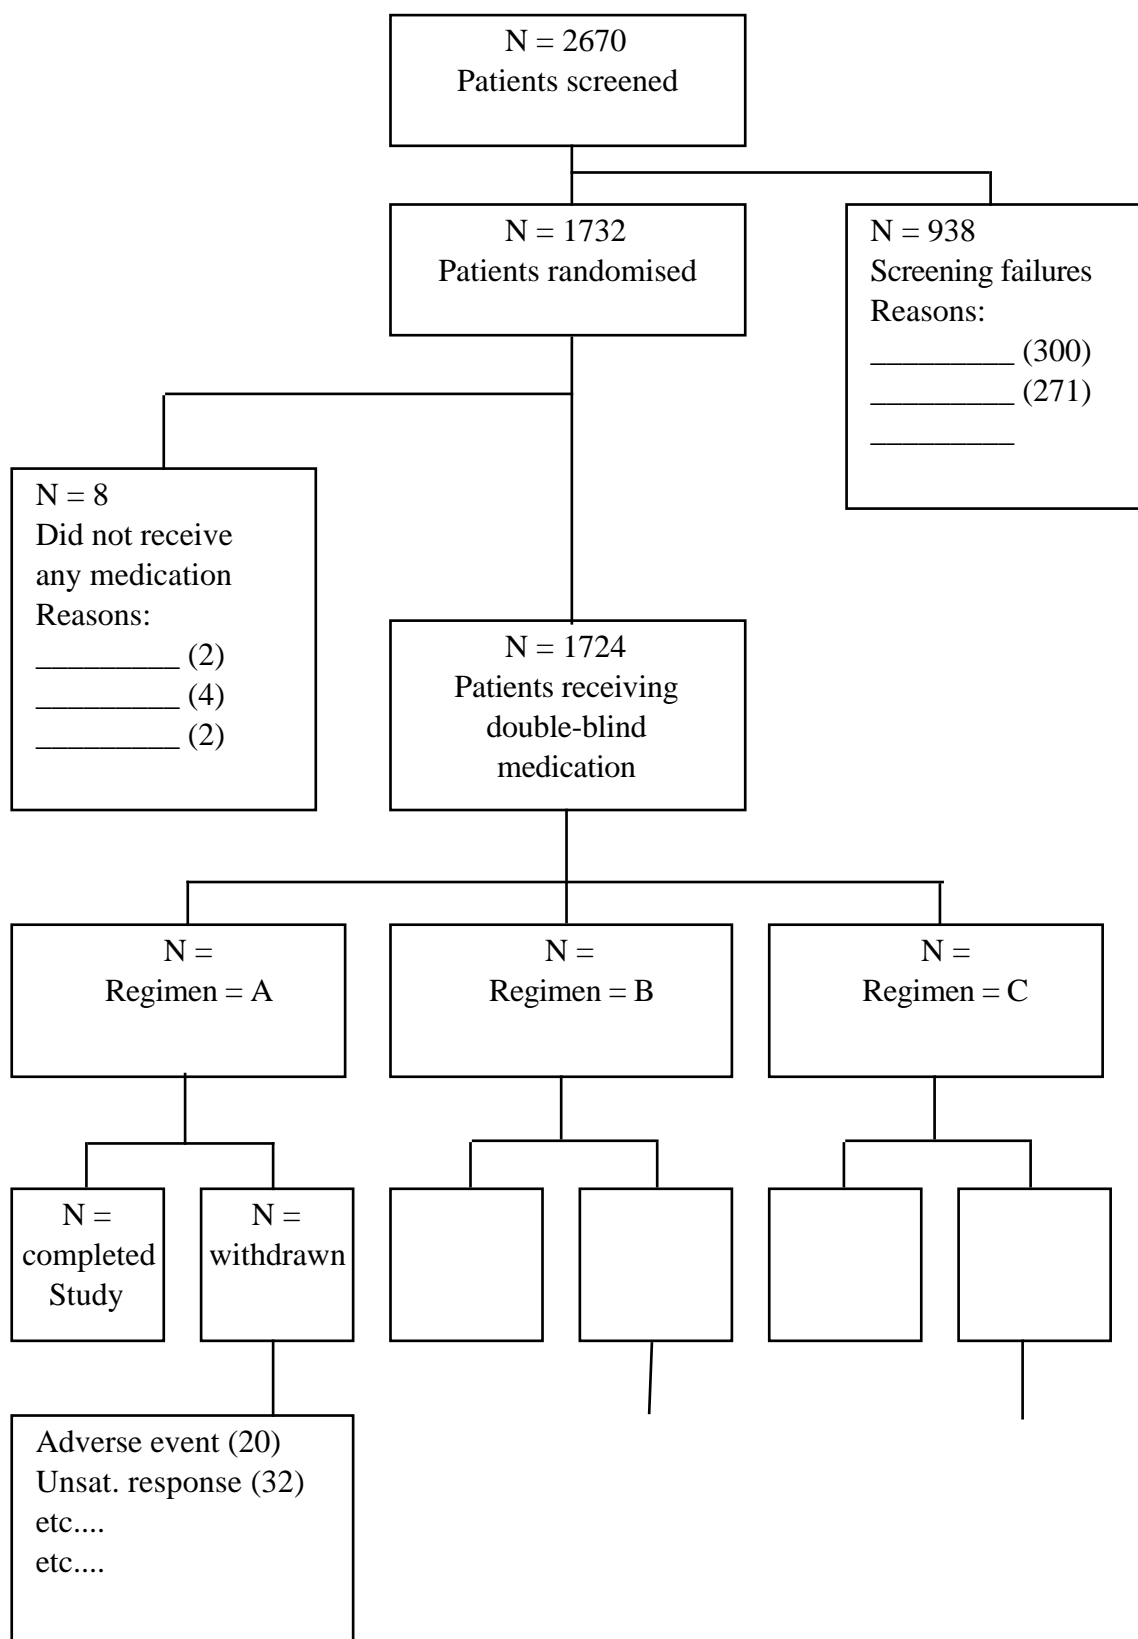 N = 2670
Patients screened
N = 1732
Patients randomised
N = 938
Screening failures
Reasons:
_________ (300)
_________ (271)
_________
N = 8
Did not receive
any medication
Reasons:
_________ (2)
_________ (4)
_________ (2)
N = 1724
Patients receiving
double-blind
medication
N =
Regimen = A
N =
Regimen = B
N =
Regimen = C
N =
completed
Study
N =
withdrawn
Adverse event (20)
Unsat. response (32)
etc....
etc....